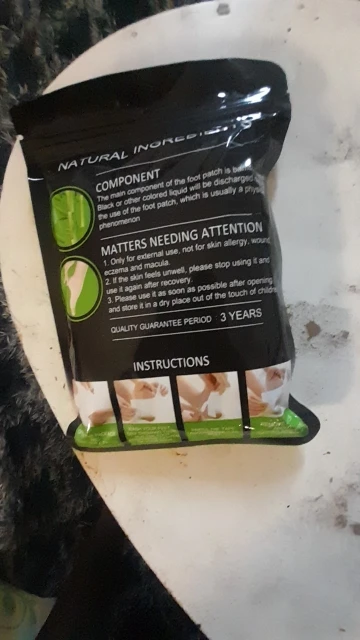 NATURAL INGREDIENTS
COMPONENT
The main component of the foot patch is
Black or other colored liquid will be discharged
the use of the foot patch, which is usually a
phenomenon
MATTERS NEEDING ATTENTION
1. Only for external use, not for skin allergy, wound,
eczema and macula.
2. If the skin feels unwell, please stop using it and
use it again after recovery.
3. Please use it as soon as possible after opening
and store it in a dry place out of the touch of children
QUALITY GUARANTEE PERIOD 3 YEARS
INSTRUCTIONS